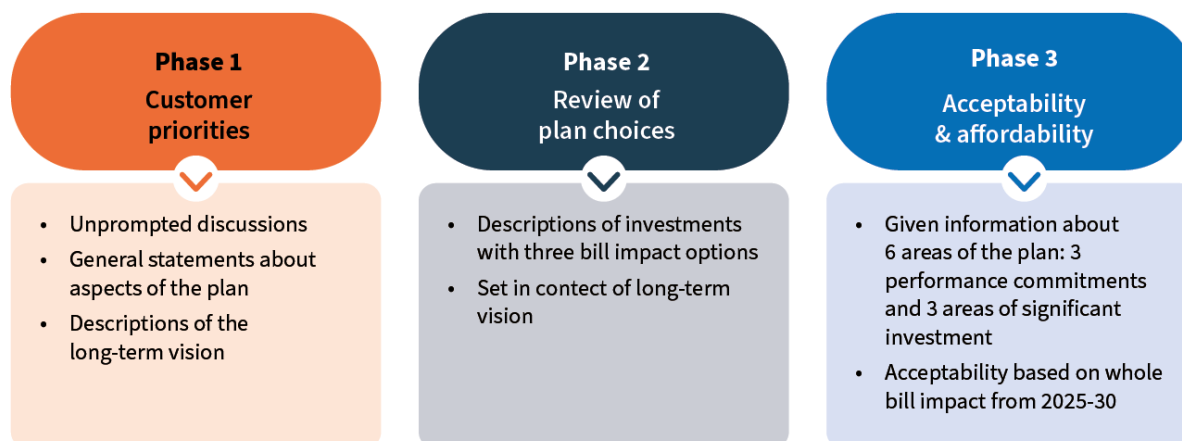 Phase 1
Customer
priorities
• Unprompted discussions
• General statements about
aspects of the plan
• Descriptions of the
long-term vision
Phase 2
Review of
plan choices
• Descriptions of investments
with three bill impact options
• Set in contect of long-term
vision
Phase 3
Acceptability
& affordability
• Given information about
6 areas of the plan: 3
performance commitments
and 3 areas of significant
investment
• Acceptability based on whole
bill impact from 2025-30